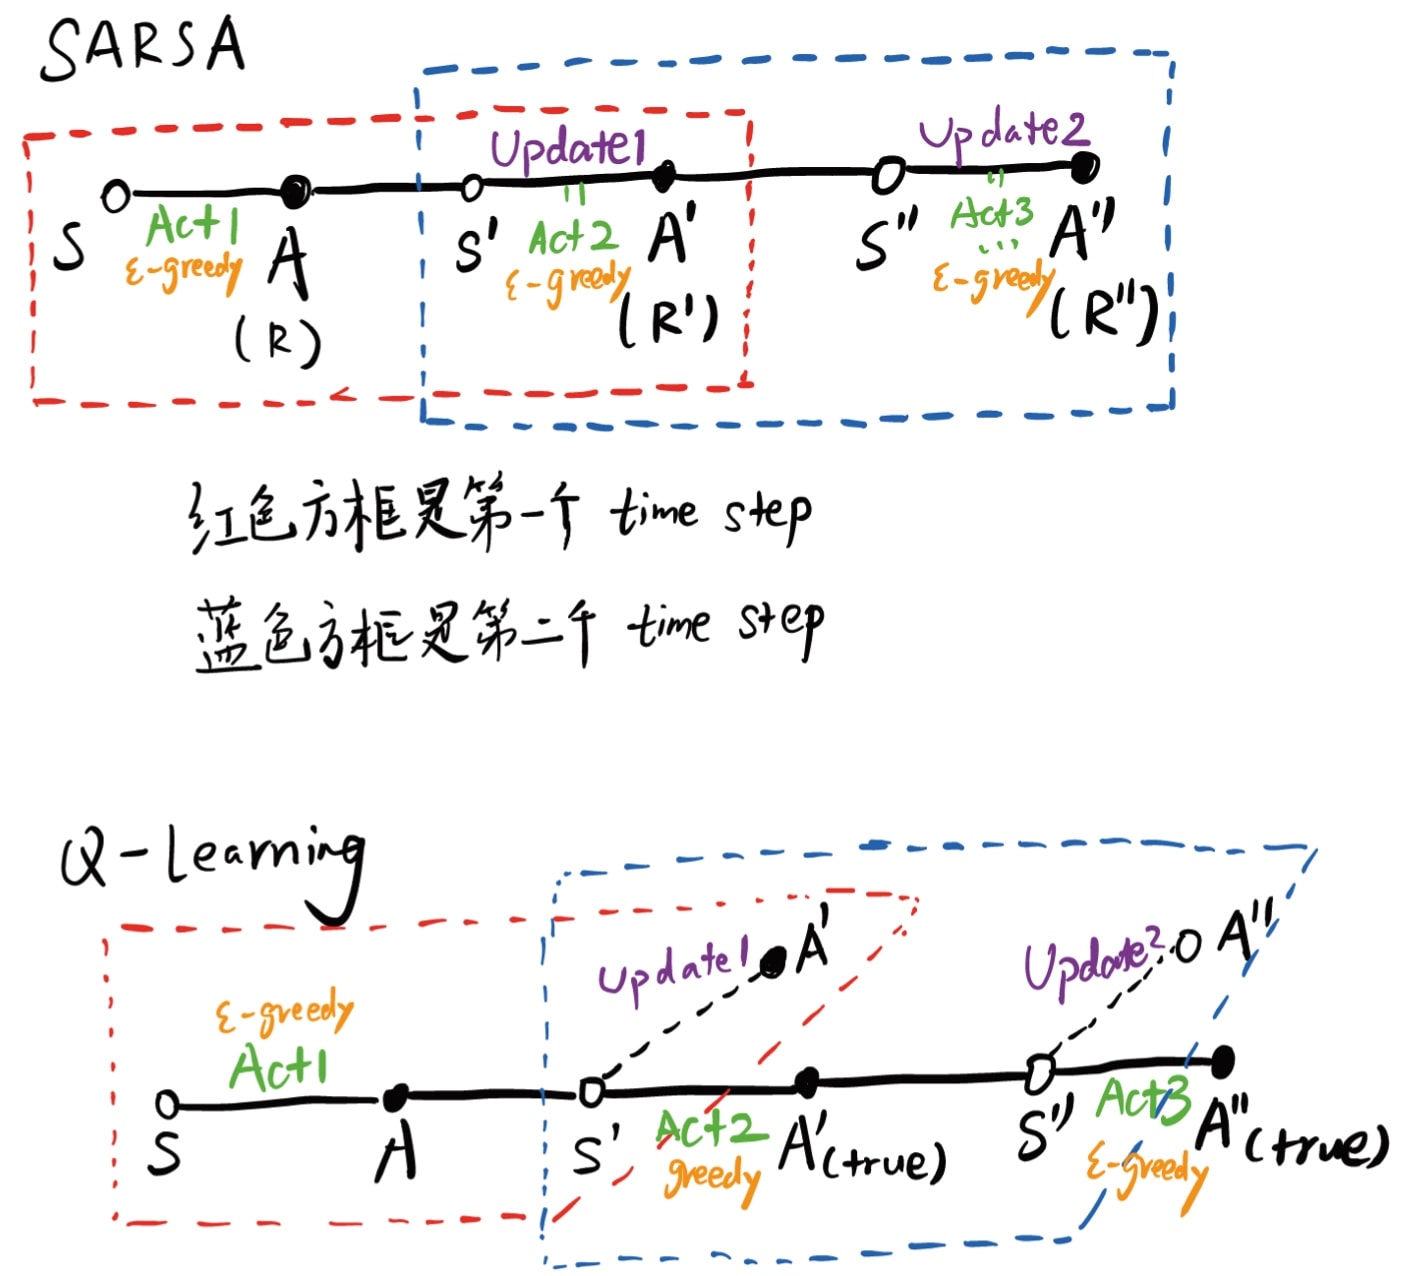 SARSA
Update1
Update2
S
Act1
ε-greedy
A
(R)
S'
Act2
ε-greedy
A'
(R')
S''
Act3
ε-greedy
A''
(R'')
红色方框是第一个 time step
蓝色方框是第二个 time step
Q-Learning
Update1
A'
Update2
A''
ε-greedy
Act1
S
A
S'
Act2
greedy
A'(true)
S''
Act3
ε-greedy
A''(true)